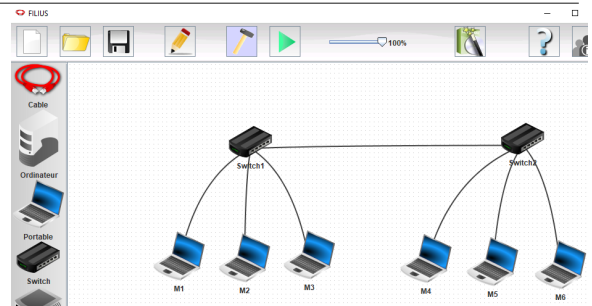 FILIUS
100%
Cable
Ordinateur
Portable
Switch
Switch1
Switch2
M1
M2
M3
M4
M5
M6